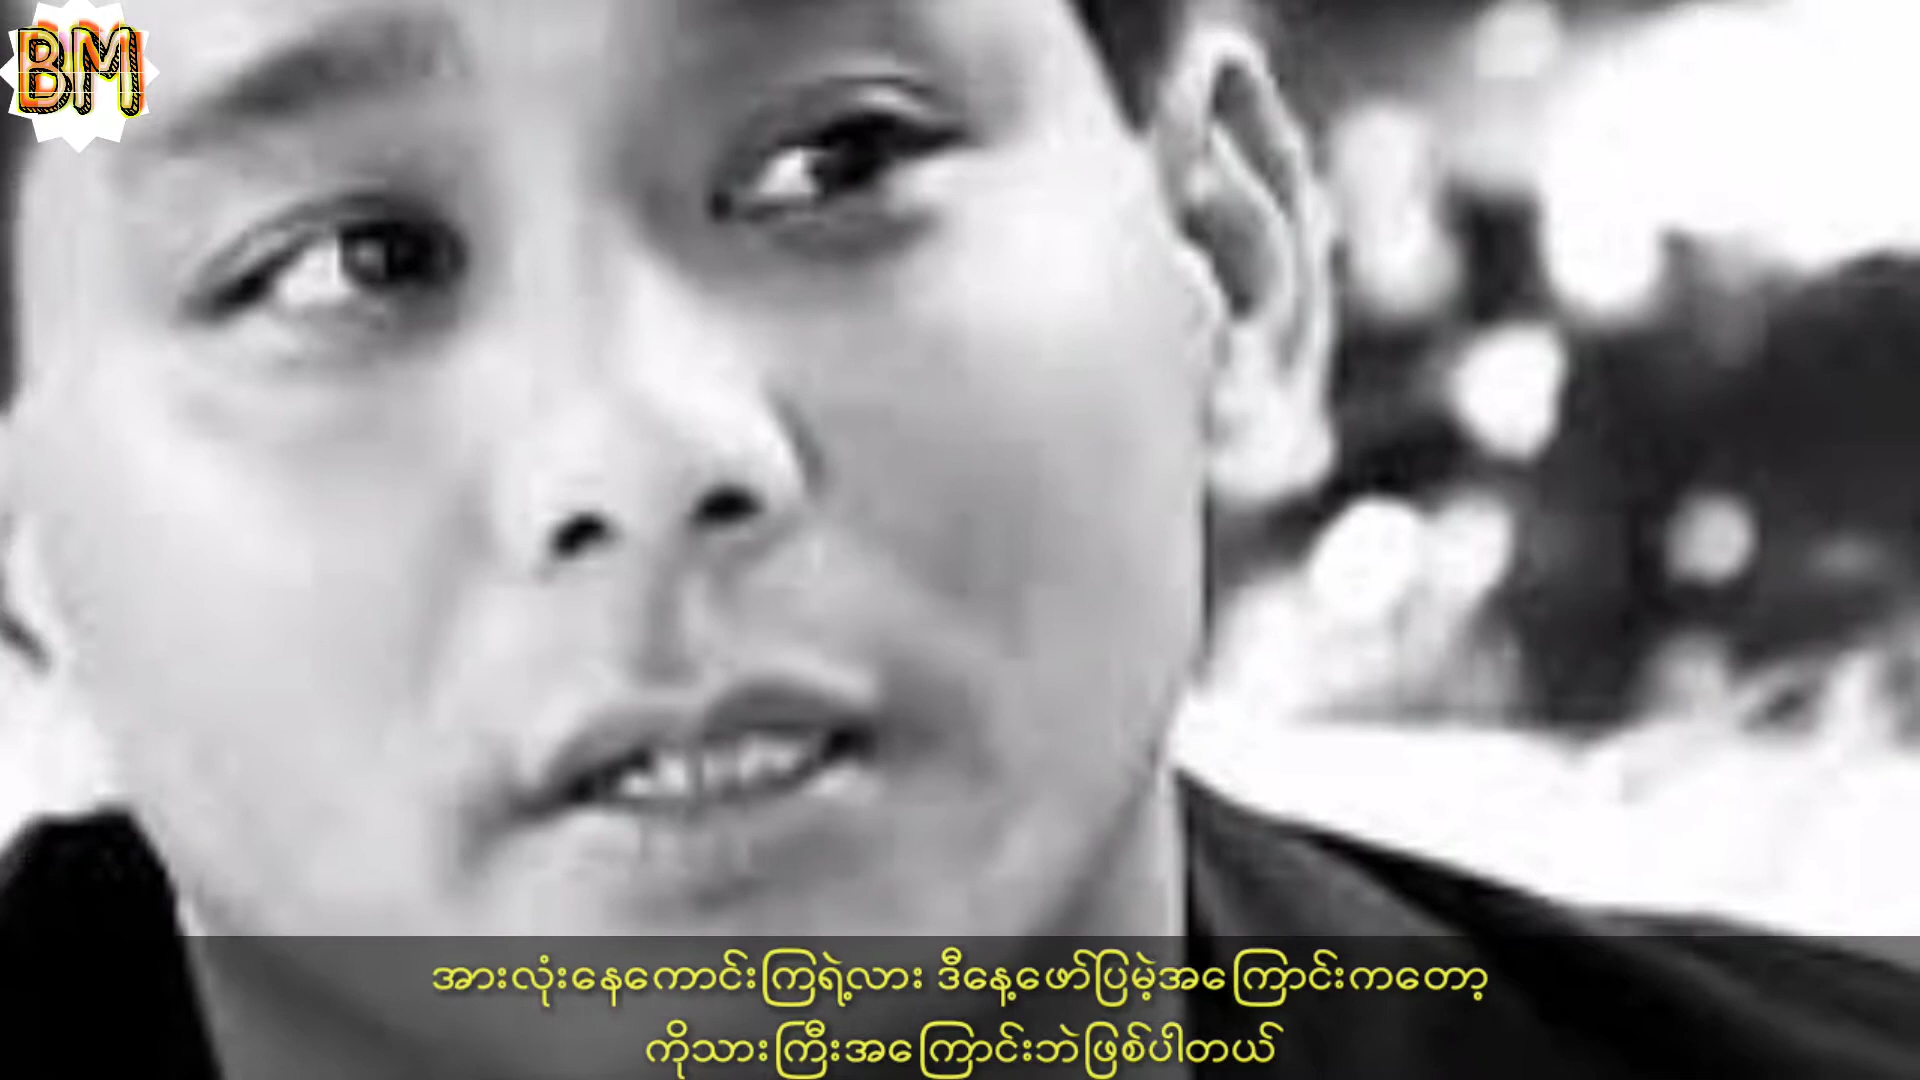 BM
အားလုံးနေကောင်းကြရဲ့လား ဒီနေ့ဖော်ပြမဲ့အကြောင်းကတော့
ကိုသားကြီးအကြောင်းဘဲဖြစ်ပါတယ်